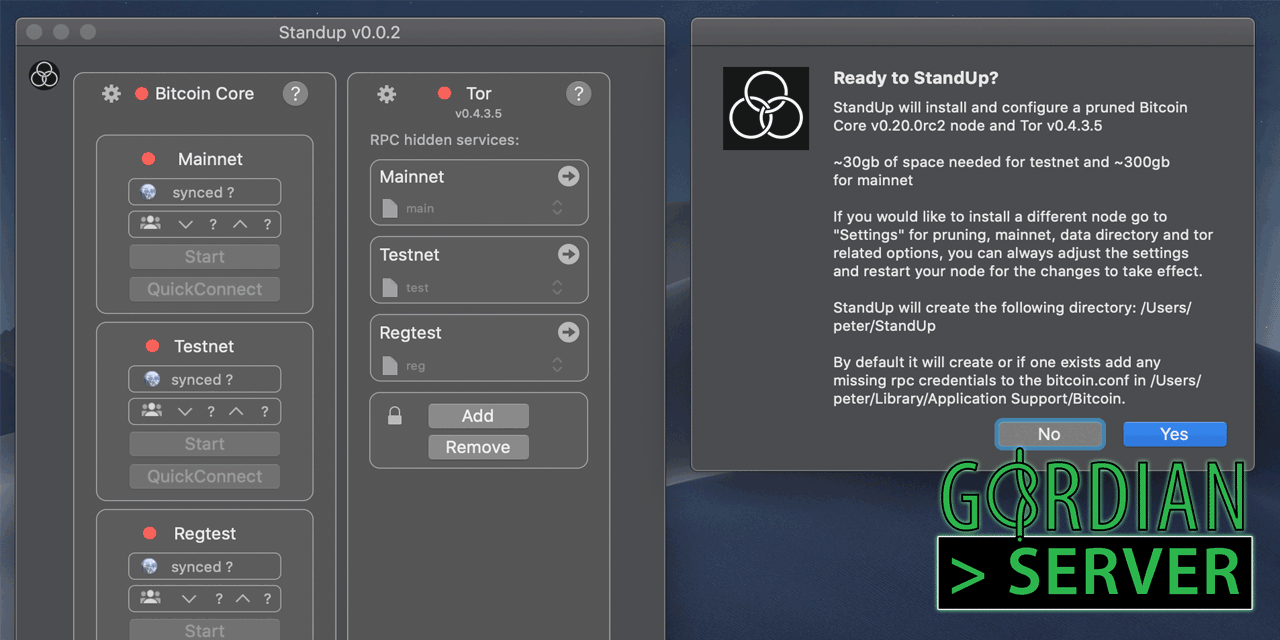 Standup v0.0.2
Bitcoin Core ?
Mainnet
synced ?
? ?
Start
QuickConnect
Testnet
synced ?
? ?
Start
QuickConnect
Regtest
synced ?
? ?
Start
Tor ?
v0.4.3.5
RPC hidden services:
Mainnet
main
Testnet
test
Regtest
reg
Add
Remove
Ready to StandUp?
StandUp will install and configure a pruned Bitcoin
Core v0.20.0rc2 node and Tor v0.4.3.5
~30gb of space needed for testnet and ~300gb
for mainnet
If you would like to install a different node go to
"Settings" for pruning, mainnet, data directory and tor
related options, you can always adjust the settings
and restart your node for the changes to take effect.
StandUp will create the following directory: /Users/
peter/StandUp
By default it will create or if one exists add any
missing rpc credentials to the bitcoin.conf in /Users/
peter/Library/Application Support/Bitcoin.
No Yes
GORDIAN
> SERVER